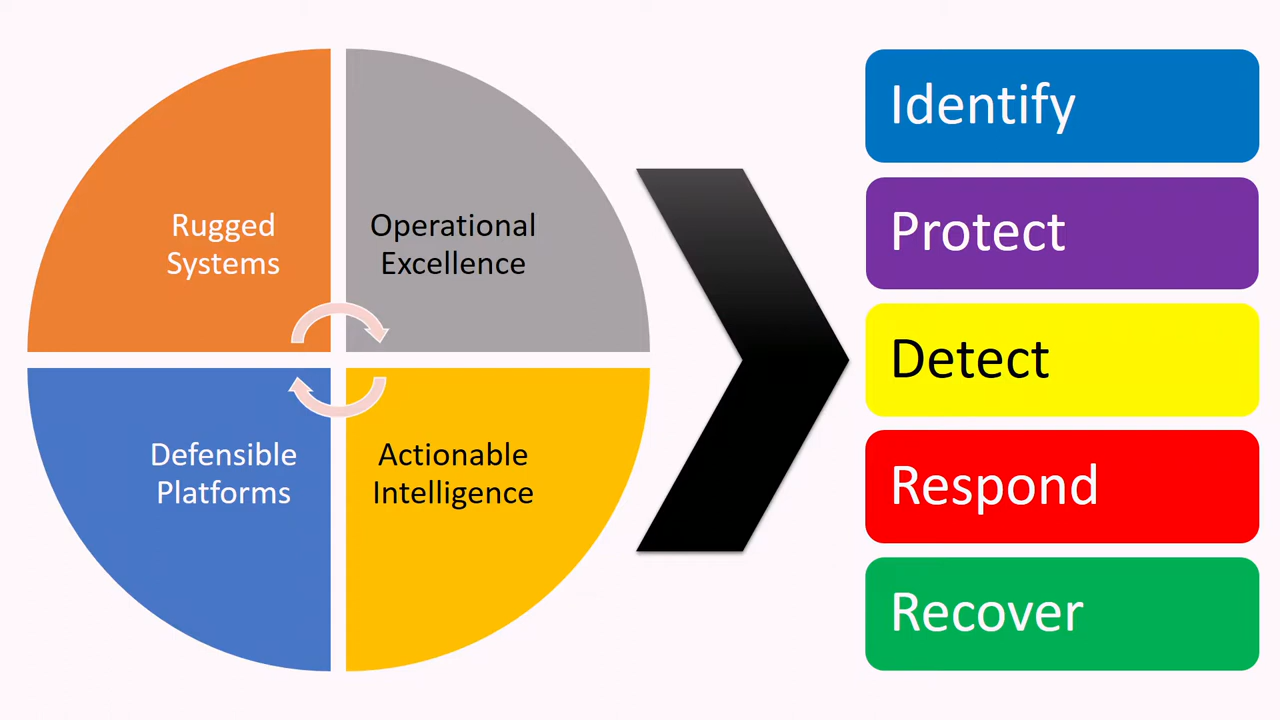 Rugged
Systems
Operational
Excellence
Defensible
Platforms
Actionable
Intelligence
Identify
Protect
Detect
Respond
Recover